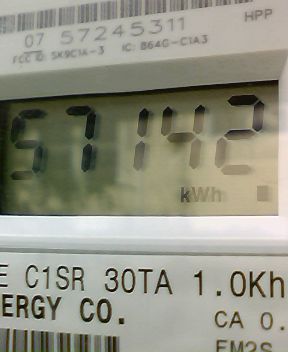 HPP
07 57245311
FCC ID: SK9C1A-3 IC: 864G-C1A3
57142
kWh
E C1SR 30TA 1.0Kh
ERGY CO.
CA 0.
EM2S